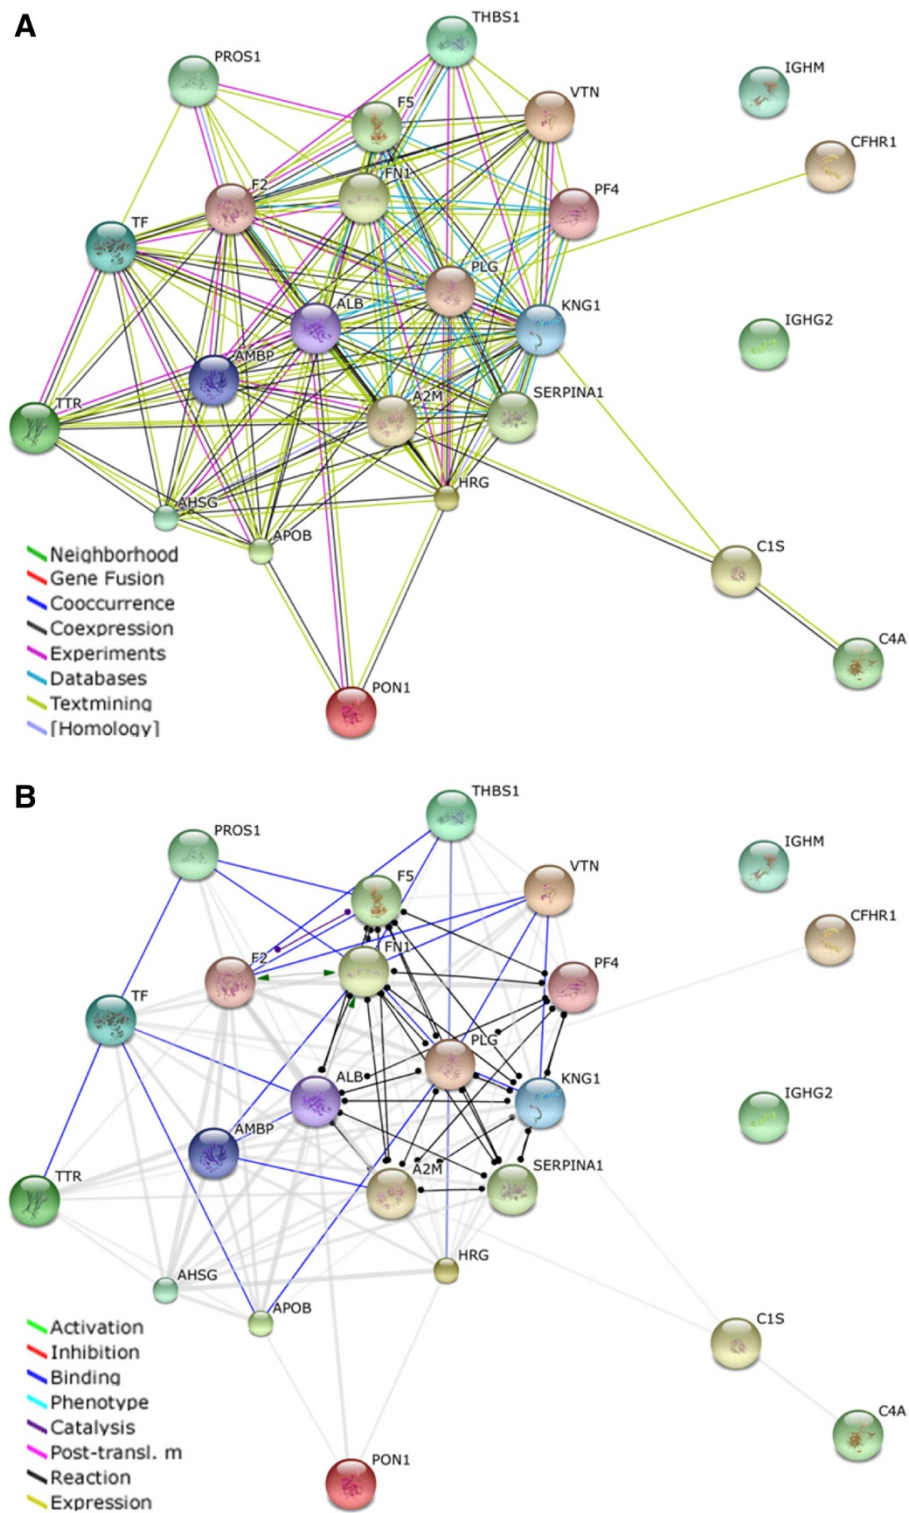 A
THBS1
PROS1
IGHM
VTN
F5
CFHR1
FN1
F2
PF4
TF
PLG
ALB
KNG1
IGHG2
AMBP
A2M
SERPINA1
TTR
HRG
AHSG
APOB
C1S
C4A
PON1
Neighborhood
Gene Fusion
Cooccurrence
Coexpression
Experiments
Databases
Textmining
[Homology]
B
THBS1
PROS1
IGHM
VTN
F5
CFHR1
FN1
F2
PF4
TF
PLG
ALB
KNG1
IGHG2
AMBP
A2M
SERPINA1
TTR
HRG
AHSG
APOB
C1S
C4A
PON1
Activation
Inhibition
Binding
Phenotype
Catalysis
Post-transl. m
Reaction
Expression